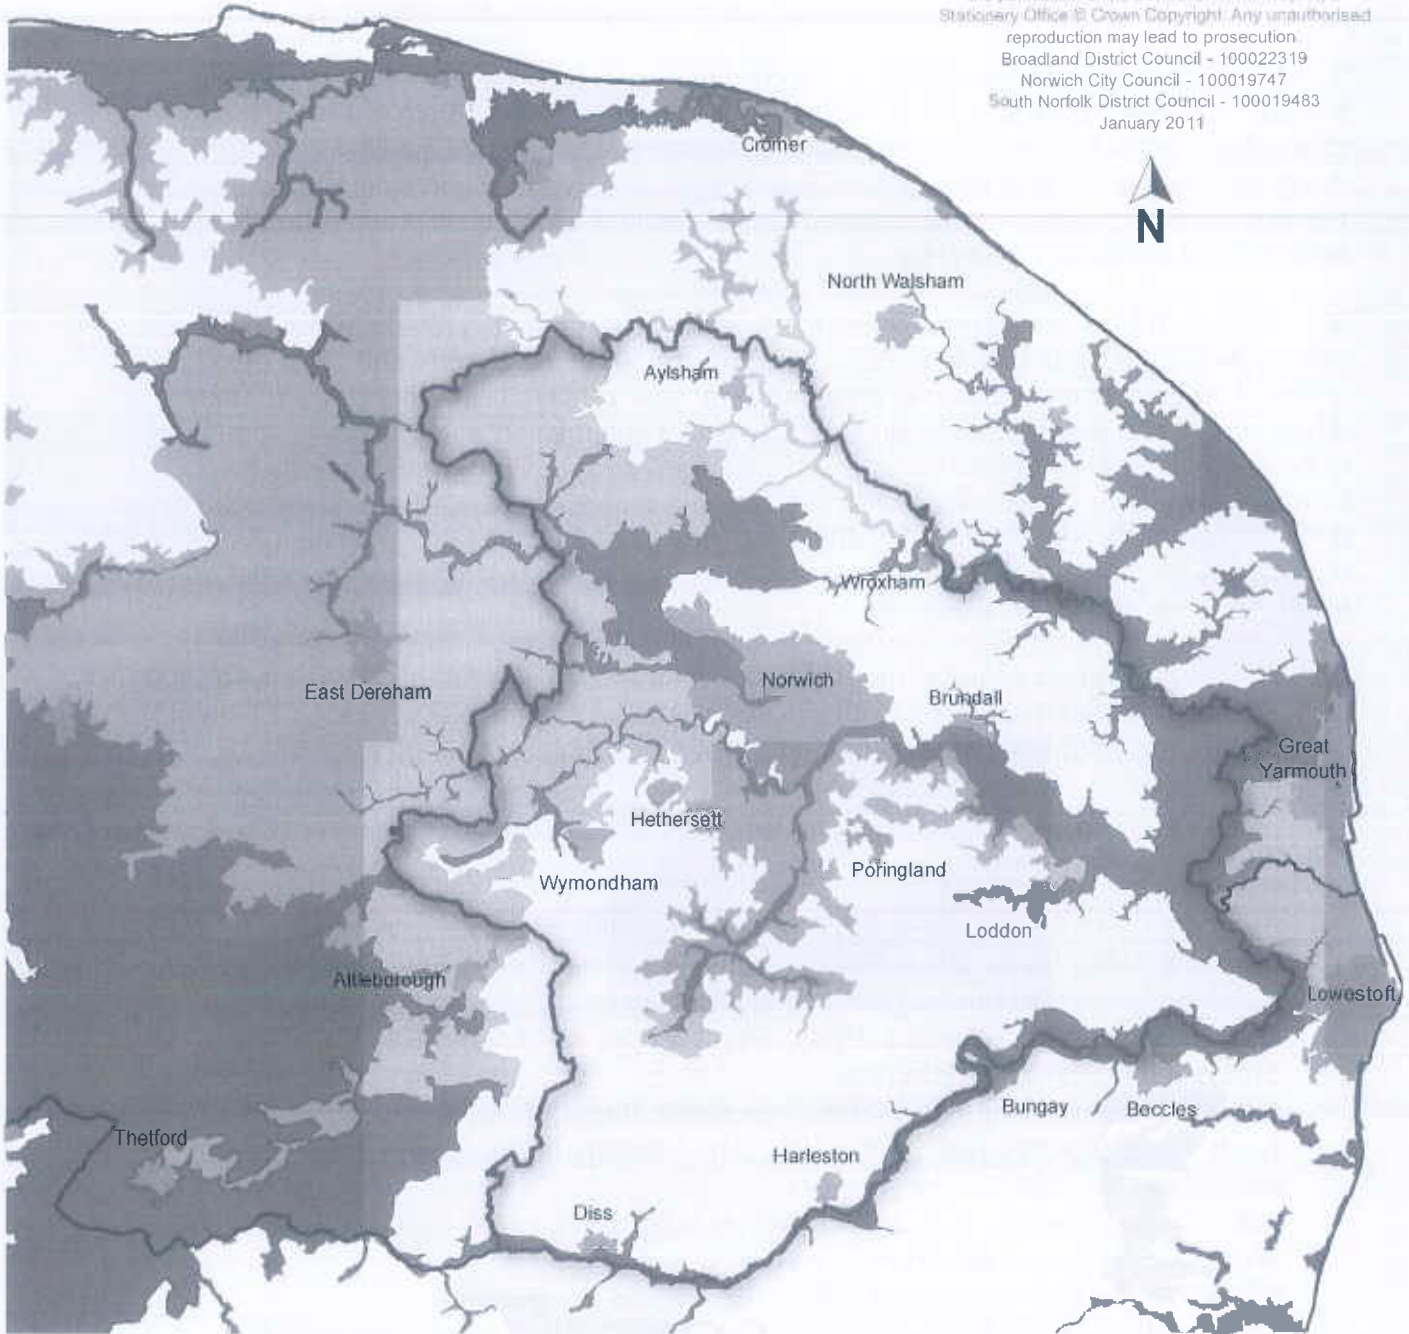 Stationery Office © Crown Copyright. Any unauthorised
reproduction may lead to prosecution.
Broadland District Council - 100022319
Norwich City Council - 100019747
South Norfolk District Council - 100019483
January 2011
Cromer
N
North Walsham
Aylsham
Wroxham
East Dereham
Norwich
Brundall
Great
Yarmouth
Hethersett
Wymondham
Poringland
Loddon
Attleborough
Lowestoft
Bungay
Beccles
Thetford
Harleston
Diss